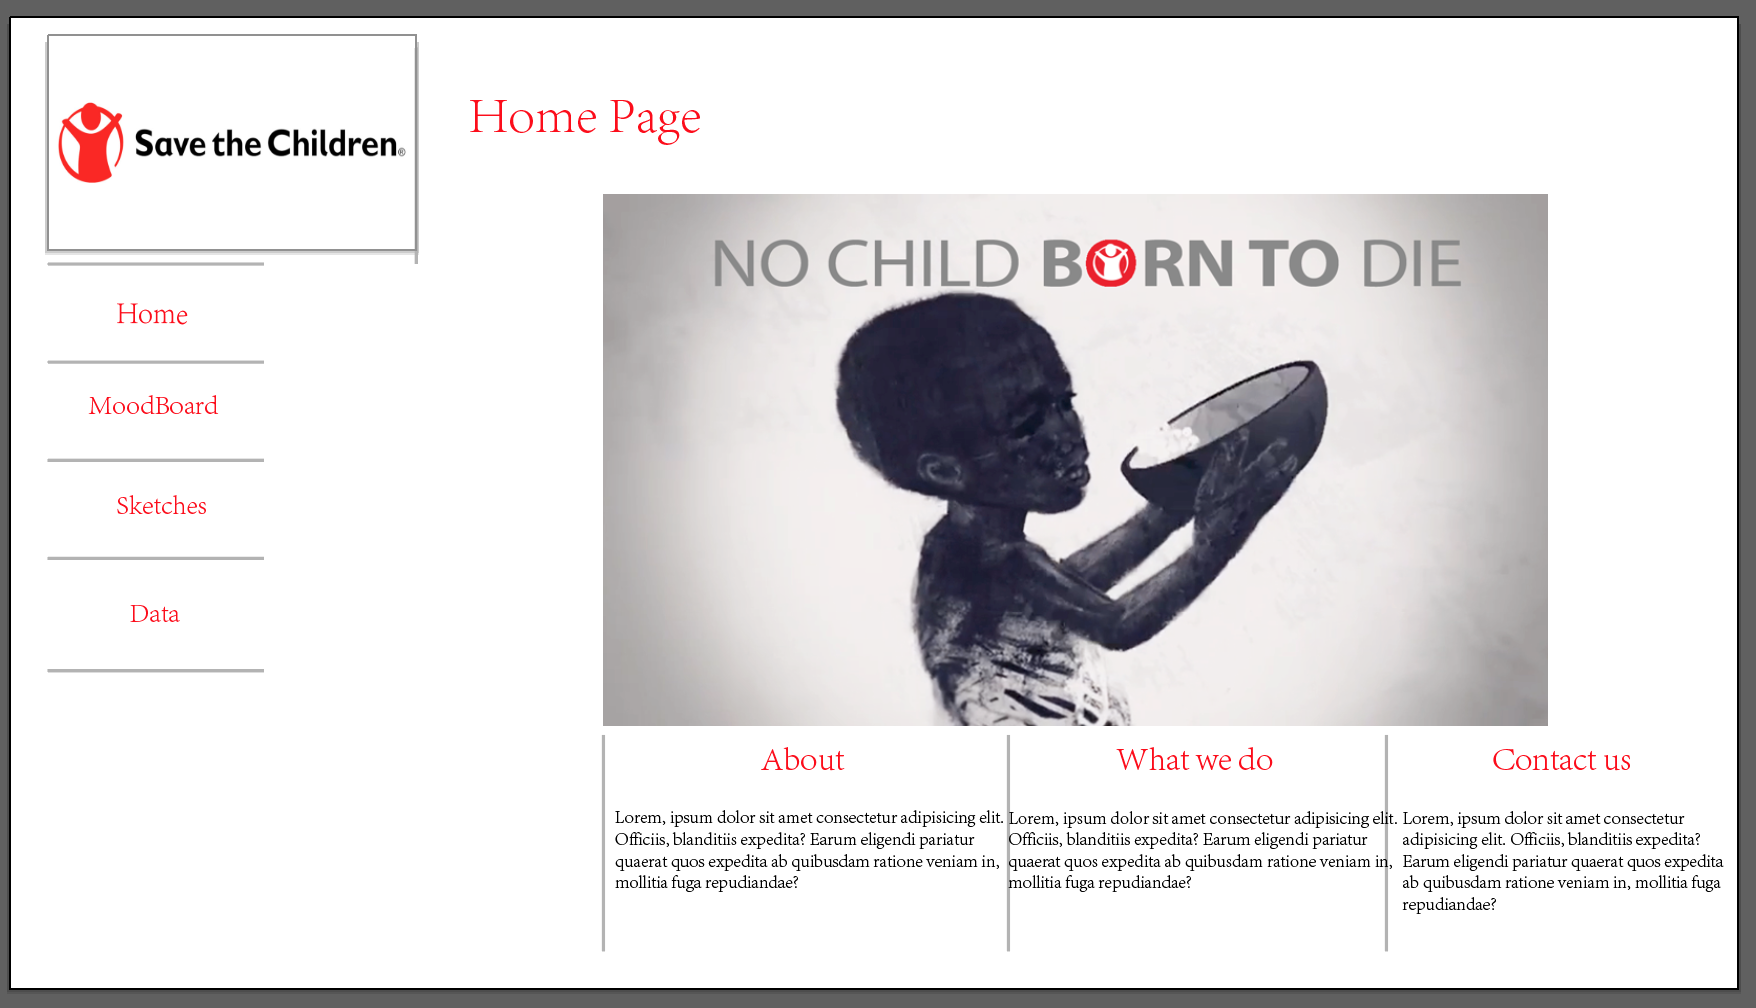 Save the Children®
Home Page
Home
MoodBoard
Sketches
Data
NO CHILD BORN TO DIE
About
Lorem, ipsum dolor sit amet consectetur adipisicing elit.
Officiis, blanditiis expedita? Earum eligendi pariatur
quaerat quos expedita ab quibusdam ratione veniam in,
mollitia fuga repudiandae?
What we do
Lorem, ipsum dolor sit amet consectetur adipisicing elit.
Officiis, blanditiis expedita? Earum eligendi pariatur
quaerat quos expedita ab quibusdam ratione veniam in,
mollitia fuga repudiandae?
Contact us
Lorem, ipsum dolor sit amet consectetur
adipisicing elit. Officiis, blanditiis expedita?
Earum eligendi pariatur quaerat quos expedita
ab quibusdam ratione veniam in, mollitia fuga
repudiandae?